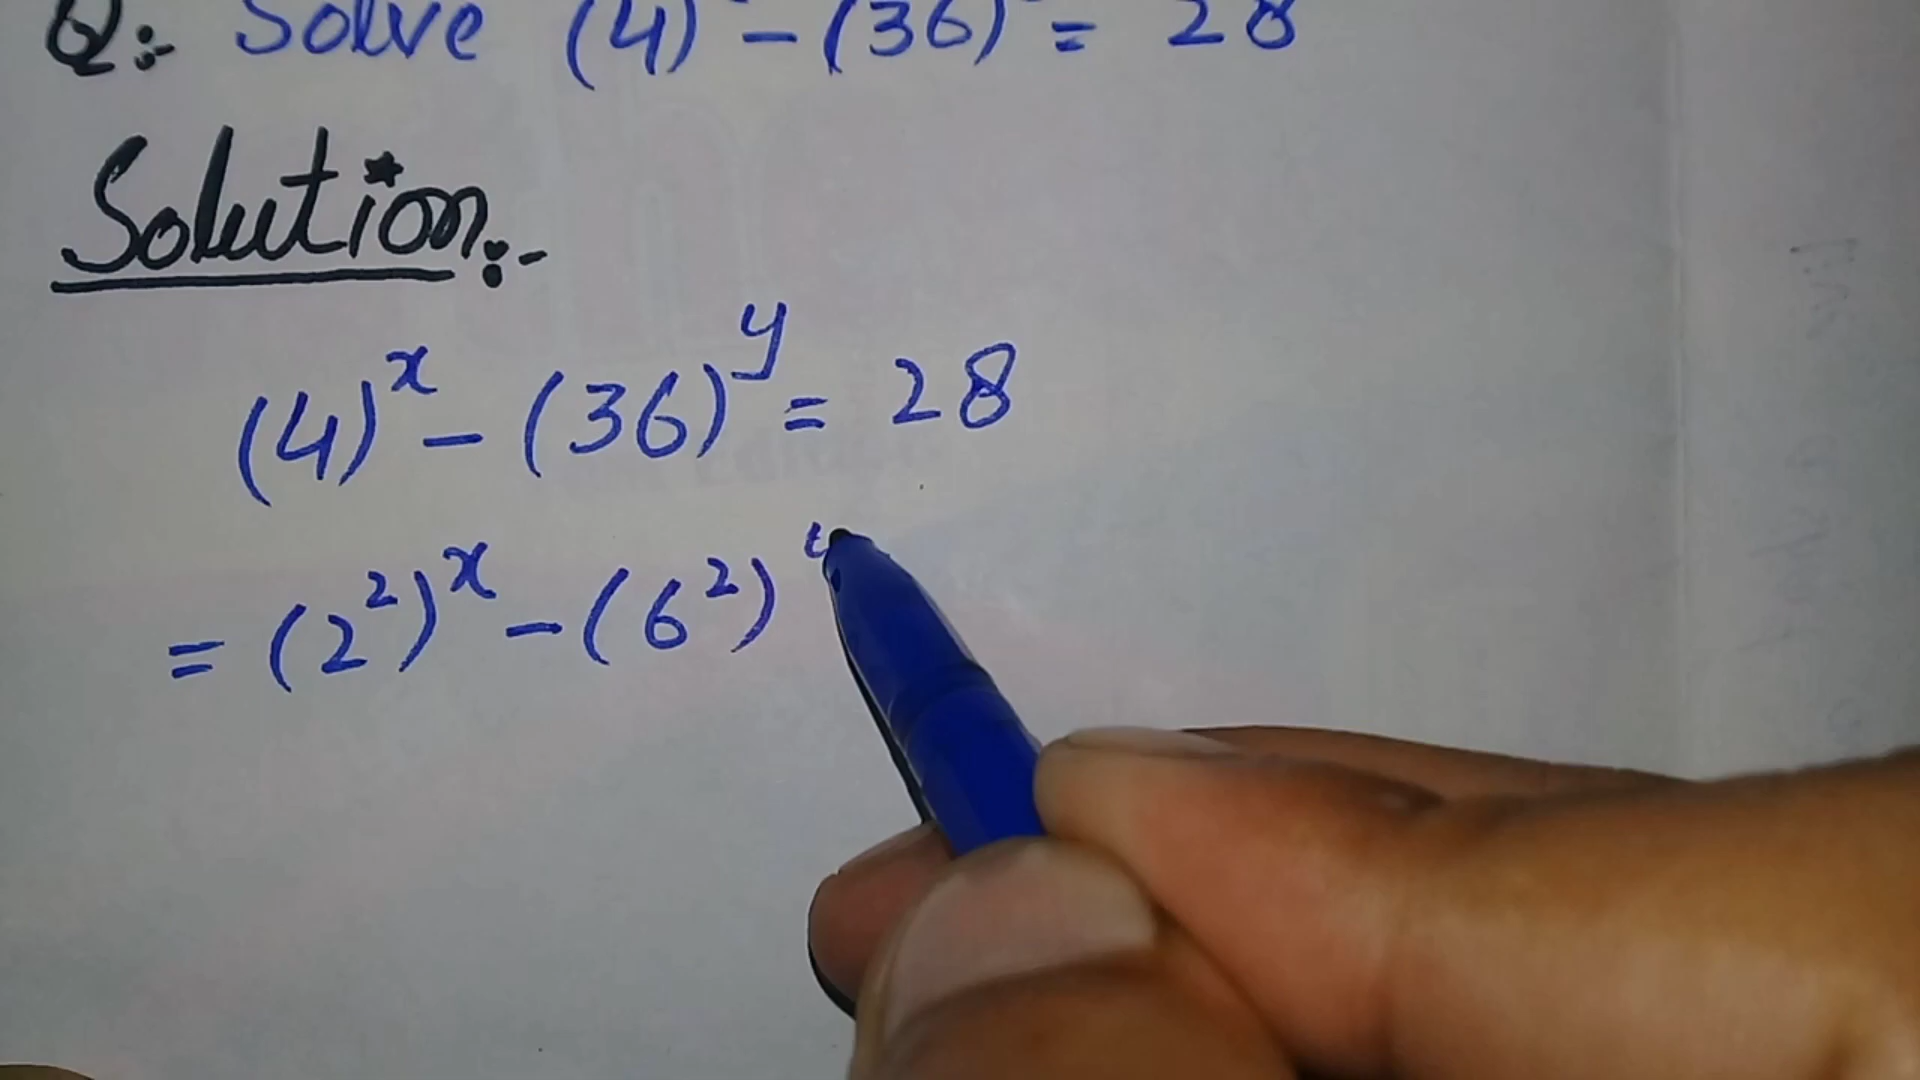 Q:- Solve (4) - (36) = 28
Solution:-
(4)^x - (36)^y = 28
= (2^2)^x - (6^2)